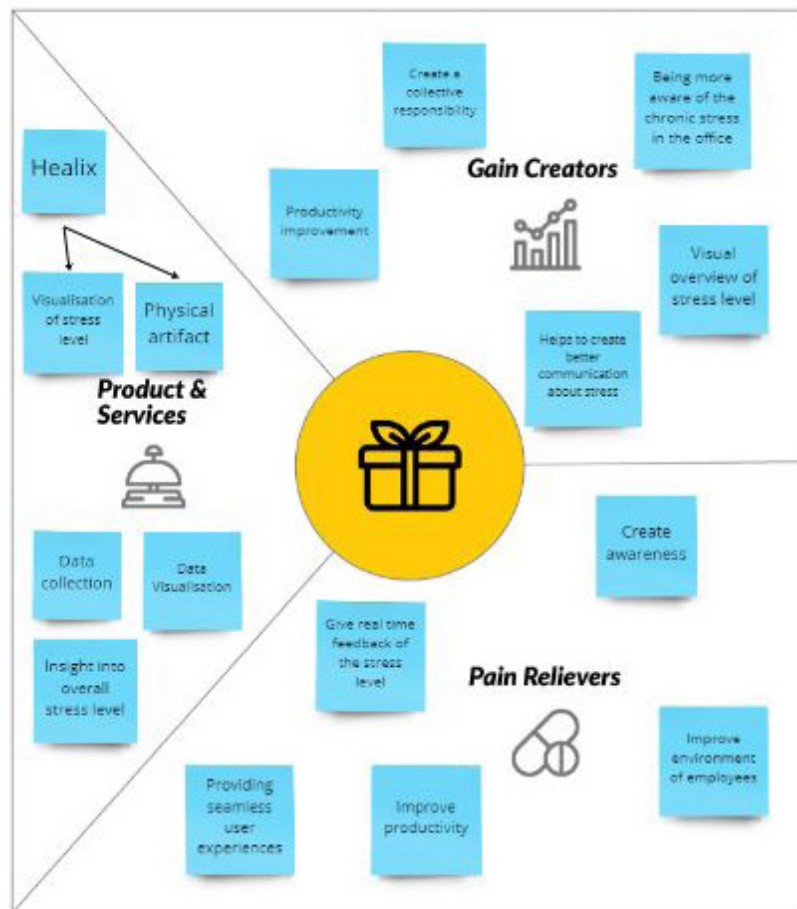 Create a
collective
responsibility
Being more
aware of the
chronic stress
in the office
Healix
Gain Creators
Productivity
improvement
Visual
overview of
stress level
Visualisation
of stress
level
Physical
artifact
Helps to create
better
communication
about stress
Product &
Services
Create
awareness
Data
collection
Data
Visualisation
Give real time
feedback of
the stress
level
Insight into
overall
stress level
Pain Relievers
Improve
environment
of employees
Providing
seamless
user
experiences
Improve
productivity